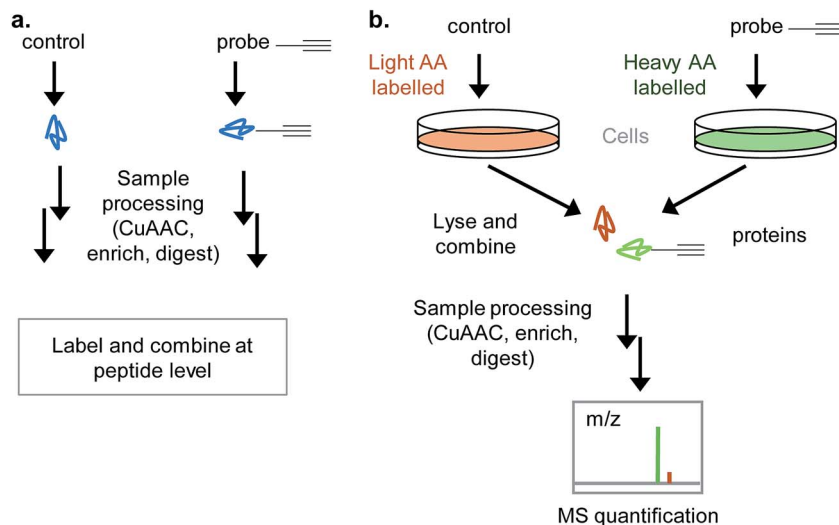 a.
control
probe
Sample
processing
(CuAAC,
enrich, digest)
Label and combine at
peptide level
b.
control
probe
Light AA
labelled
Heavy AA
labelled
Cells
Lyse and
combine
proteins
Sample processing
(CuAAC, enrich,
digest)
m/z
MS quantification